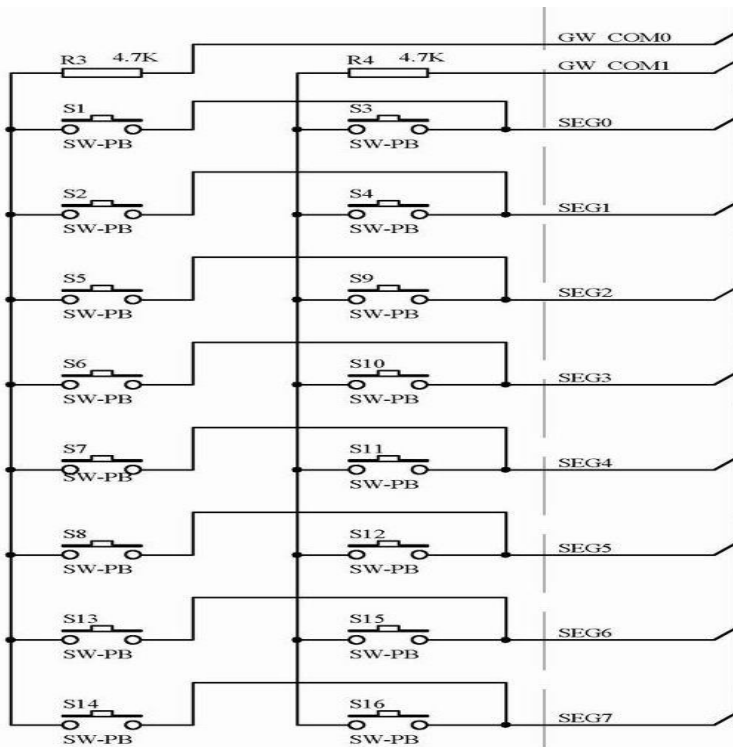 GW COM0
R3 4.7K R4 4.7K GW COM1
S1 S3
SEG0
SW-PB SW-PB
S2 S4
SEG1
SW-PB SW-PB
S5 S9
SEG2
SW-PB SW-PB
S6 S10
SEG3
SW-PB SW-PB
S7 S11
SEG4
SW-PB SW-PB
S8 S12
SEG5
SW-PB SW-PB
S13 S15
SEG6
SW-PB SW-PB
S14 S16
SEG7
SW-PB SW-PB